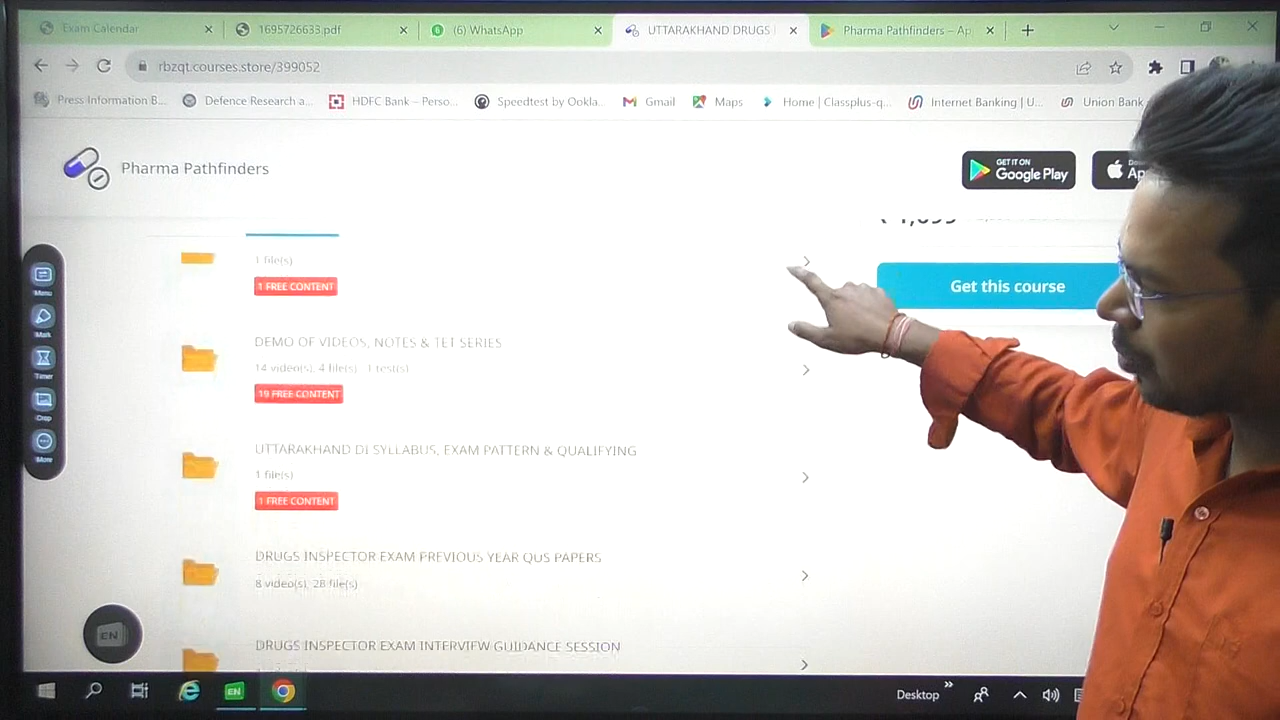 Exam Calendar
1695726633.pdf
(6) WhatsApp
UTTARAKHAND DRUGS
Pharma Pathfinders – Ap
rbzqt.courses.store/399052
Press Information B...
Defence Research a...
HDFC Bank – Perso...
Speedtest by Ookla...
Gmail
Maps
Home | Classplus-q...
Internet Banking | U...
Union Bank
Pharma Pathfinders
GET IT ON
Google Play
Ap
1 file(s)
1 FREE CONTENT
Get this course
DEMO OF VIDEOS, NOTES & TET SERIES
14 video(s), 4 file(s) 1 test(s)
19 FREE CONTENT
UTTARAKHAND DI SYLLABUS, EXAM PATTERN & QUALIFYING
1 file(s)
1 FREE CONTENT
DRUGS INSPECTOR EXAM PREVIOUS YEAR QUS PAPERS
8 video(s), 28 file(s)
DRUGS INSPECTOR EXAM INTERVIEW GUIDANCE SESSION
Menu
Mark
Timer
Crop
More
EN
EN
Desktop